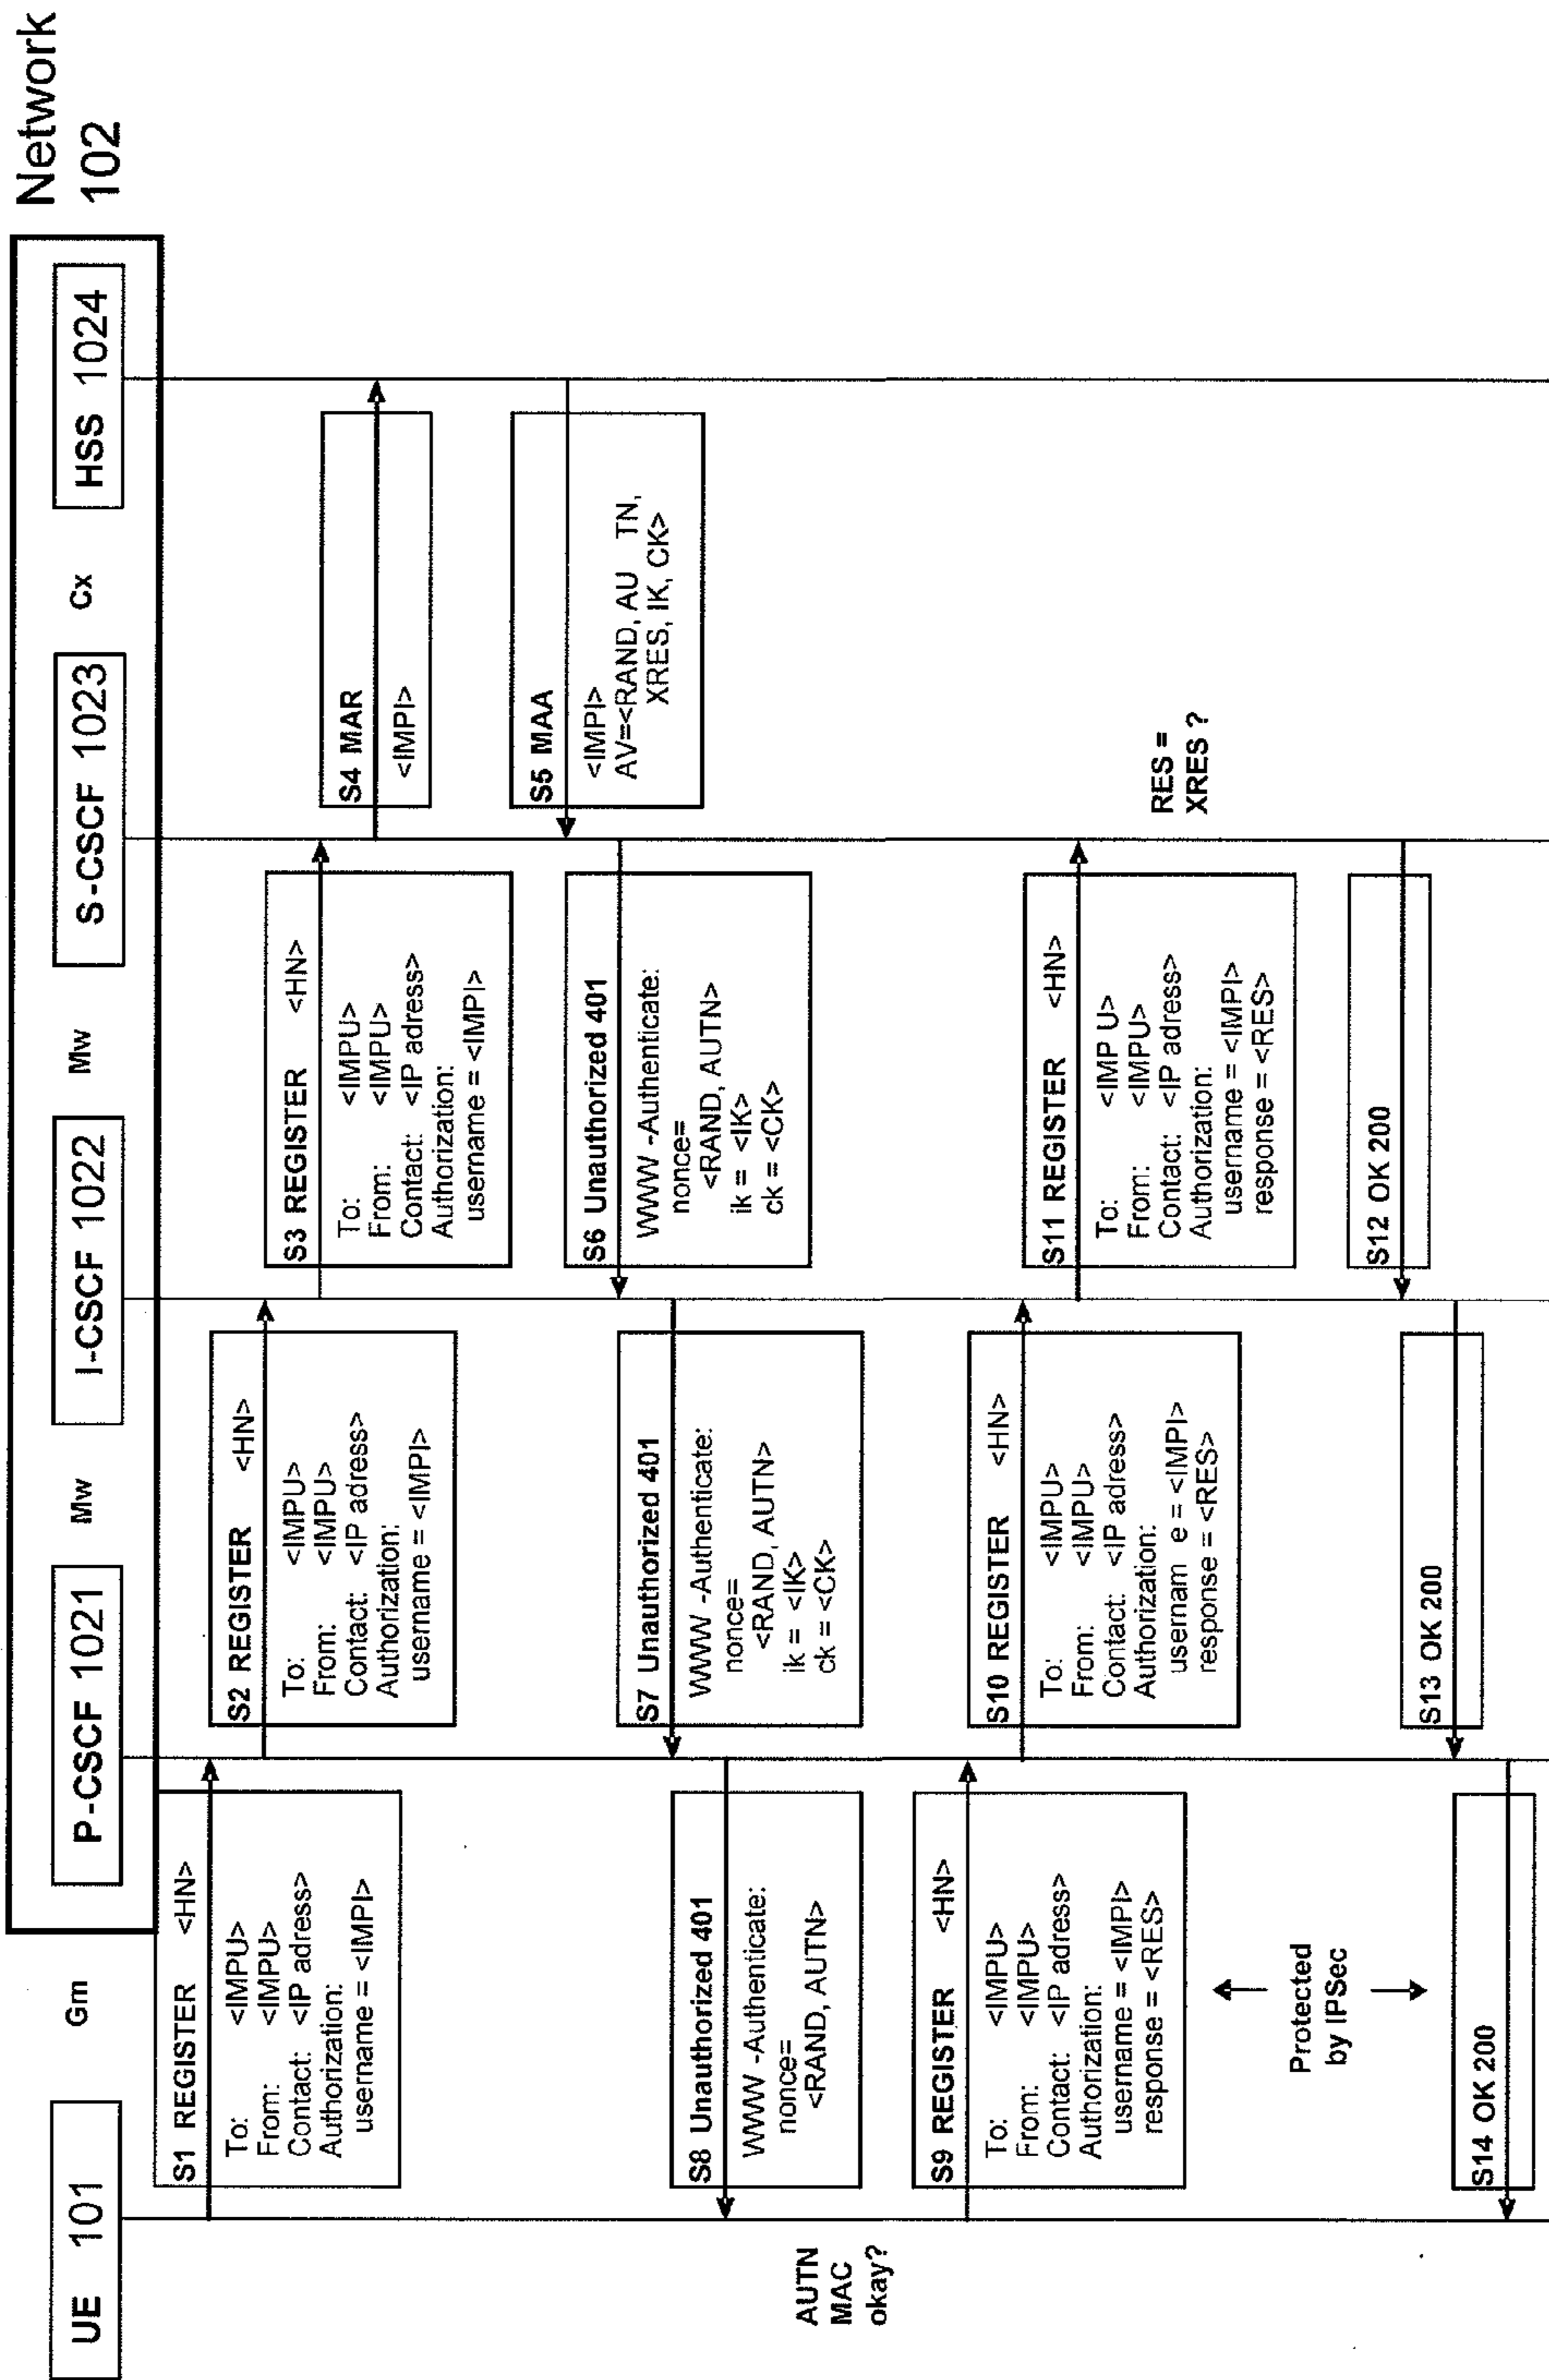 Network
102
UE 101
Gm
P-CSCF 1021
Mw
I-CSCF 1022
Mw
S-CSCF 1023
Cx
HSS 1024
S1 REGISTER <HN>
To: <IMPU>
From: <IMPU>
Contact: <IP adress>
Authorization:
username = <IMPI>
S2 REGISTER <HN>
To: <IMPU>
From: <IMPU>
Contact: <IP adress>
Authorization:
username = <IMPI>
S3 REGISTER <HN>
To: <IMPU>
From: <IMPU>
Contact: <IP adress>
Authorization:
username = <IMPI>
S4 MAR
<IMPI>
S5 MAA
<IMPI>
AV=<RAND, AU TN,
XRES, IK, CK>
S6 Unauthorized 401
WWW -Authenticate:
nonce=
<RAND, AUTN>
ik = <IK>
ck = <CK>
S7 Unauthorized 401
WWW -Authenticate:
nonce=
<RAND, AUTN>
ik = <IK>
ck = <CK>
S8 Unauthorized 401
WWW -Authenticate:
nonce=
<RAND, AUTN>
AUTN
MAC
okay?
S9 REGISTER <HN>
To: <IMPU>
From: <IMPU>
Contact: <IP adress>
Authorization:
username = <IMPI>
response = <RES>
S10 REGISTER <HN>
To: <IMPU>
From: <IMPU>
Contact: <IP adress>
Authorization:
usernam e = <IMPI>
response = <RES>
S11 REGISTER <HN>
To: <IMP U>
From: <IMPU>
Contact: <IP adress>
Authorization:
username = <IMPI>
response = <RES>
RES =
XRES ?
Protected
by IPSec
S12 OK 200
S13 OK 200
S14 OK 200